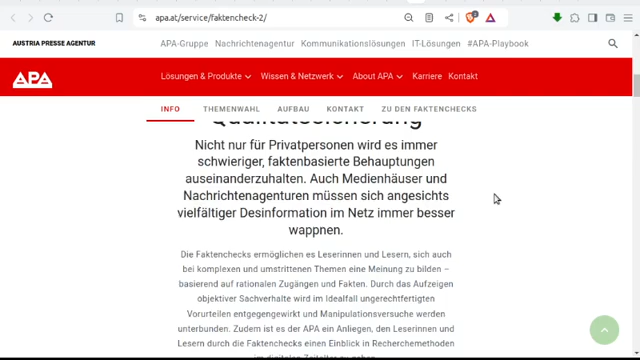 apa.at/service/faktencheck-2/
AUSTRIA PRESSE AGENTUR
APA-Gruppe Nachrichtenagentur Kommunikationslösungen IT-Lösungen #APA-Playbook
APA Lösungen & Produkte Wissen & Netzwerk About APA Karriere Kontakt
INFO THEMENWAHL AUFBAU KONTAKT ZU DEN FAKTENCHECKS
Qualitätssicherung
Nicht nur für Privatpersonen wird es immer
schwieriger, faktenbasierte Behauptungen
auseinanderzuhalten. Auch Medienhäuser und
Nachrichtenagenturen müssen sich angesichts
vielfältiger Desinformation im Netz immer besser
wappnen.
Die Faktenchecks ermöglichen es Leserinnen und Lesern, sich auch
bei komplexen und umstrittenen Themen eine Meinung zu bilden –
basierend auf rationalen Zugängen und Fakten. Durch das Aufzeigen
objektiver Sachverhalte wird im Idealfall ungerechtfertigten
Vorurteilen entgegengewirkt und Manipulationsversuche werden
unterbunden. Zudem ist es der APA ein Anliegen, den Leserinnen und
Lesern durch die Faktenchecks einen Einblick in Recherchemethoden
im digitalen Zeitalter zu geben.